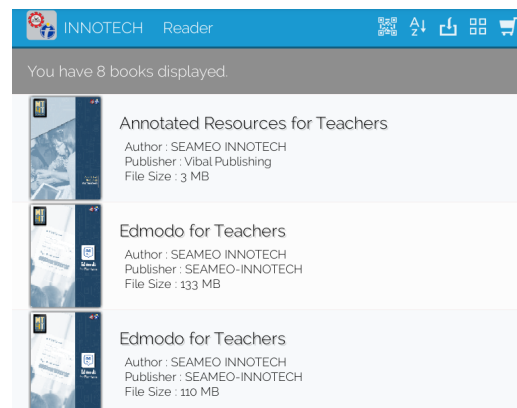 INNOTECH Reader
You have 8 books displayed.
Annotated Resources for Teachers
Author : SEAMEO INNOTECH
Publisher : Vibal Publishing
File Size : 3 MB
Edmodo for Teachers
Author : SEAMEO INNOTECH
Publisher : SEAMEO-INNOTECH
File Size : 133 MB
Edmodo for Teachers
Author : SEAMEO INNOTECH
Publisher : SEAMEO-INNOTECH
File Size : 110 MB